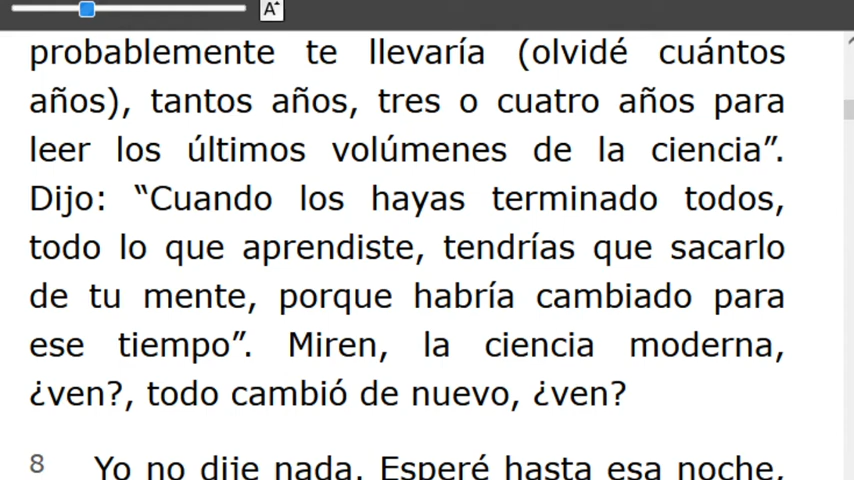 A
probablemente te llevaría (olvidé cuántos
años), tantos años, tres o cuatro años para
leer los últimos volúmenes de la ciencia”.
Dijo: “Cuando los hayas terminado todos,
todo lo que aprendiste, tendrías que sacarlo
de tu mente, porque habría cambiado para
ese tiempo”. Miren, la ciencia moderna,
¿ven?, todo cambió de nuevo, ¿ven?
8 Yo no dije nada. Esperé hasta esa noche,